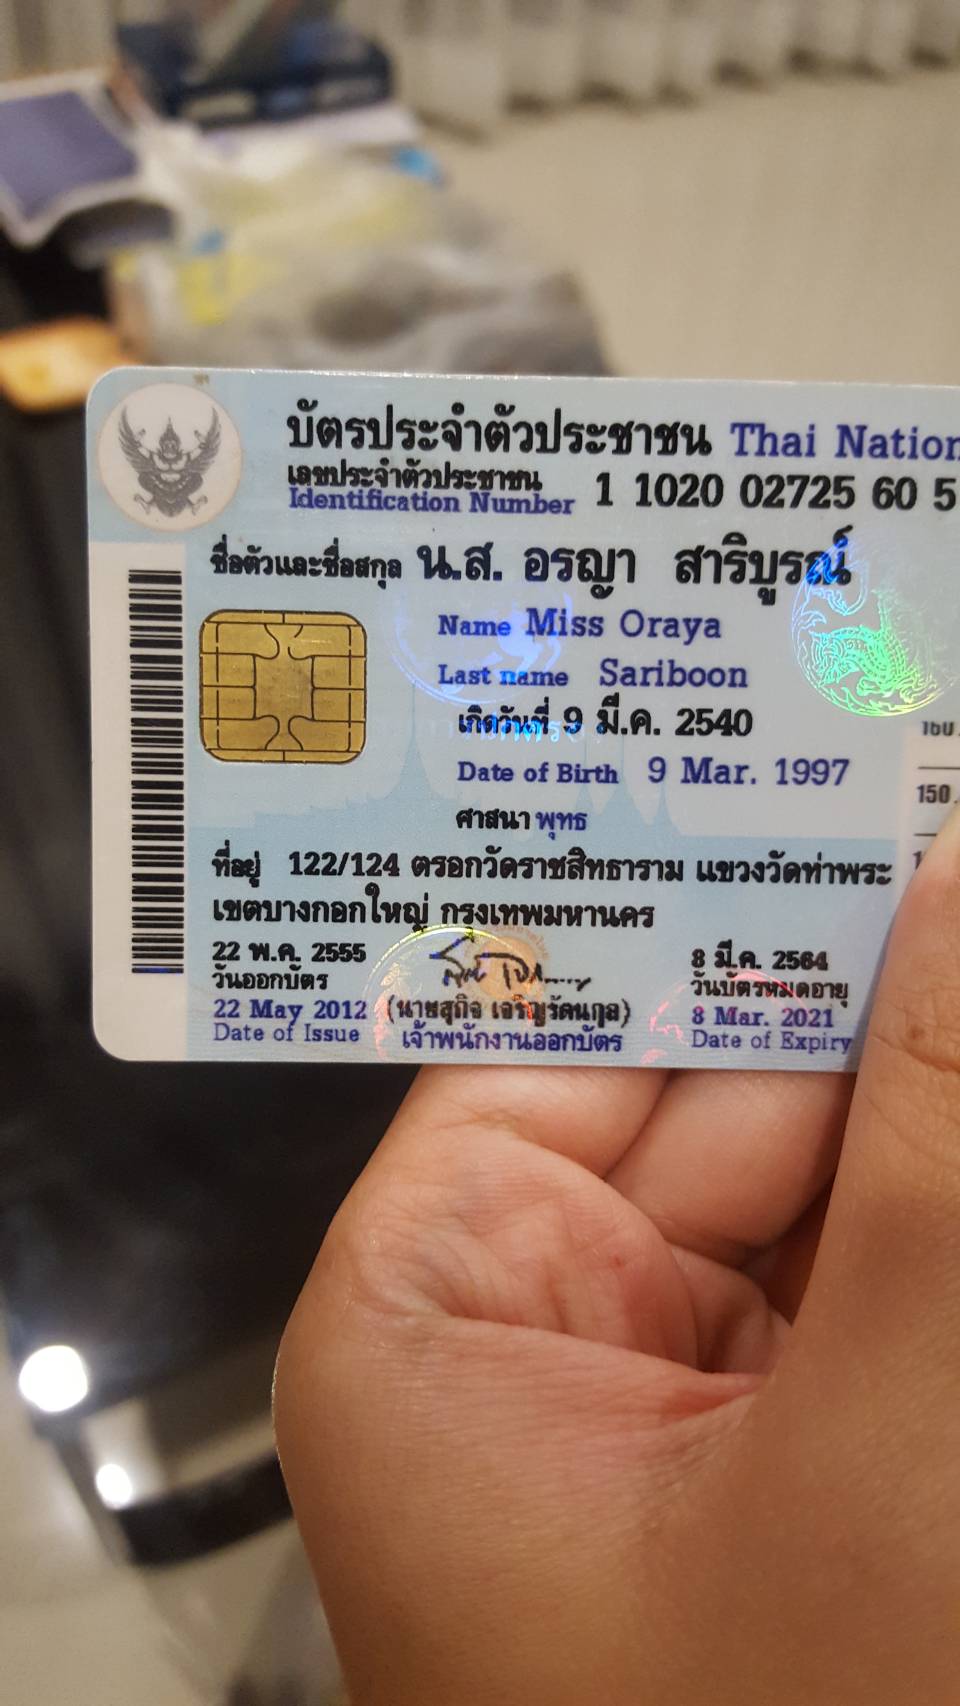 บัตรประจำตัวประชาชน Thai Nation
เลขประจำตัวประชาชน
Identification Number 1 1020 02725 60 5
ชื่อตัวและชื่อสกุล น.ส. อรญา สาริบูรณ์
Name Miss Oraya
Last name Sariboon
เกิดวันที่ 9 มี.ค. 2540
Date of Birth 9 Mar. 1997
ศาสนา พุทธ
160
150
ที่อยู่ 122/124 ตรอกวัดราชสิทธาราม แขวงวัดท่าพระ
เขตบางกอกใหญ่ กรุงเทพมหานคร
22 พ.ค. 2555
วันออกบัตร
22 May 2012
Date of Issue
(นายสุกิจ เจริญรัตนกุล)
เจ้าพนักงานออกบัตร
8 มี.ค. 2564
วันบัตรหมดอายุ
8 Mar. 2021
Date of Expiry